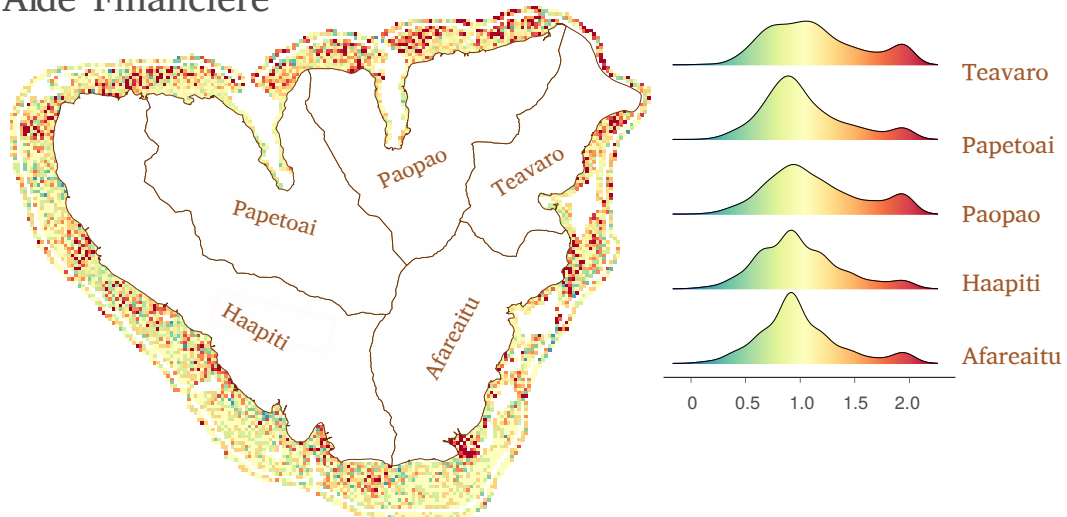 Aide Financière
Paopao
Teavaro
Papetoai
Haapiti
Afareaitu
Teavaro
Papetoai
Paopao
Haapiti
Afareaitu
0 0.5 1.0 1.5 2.0